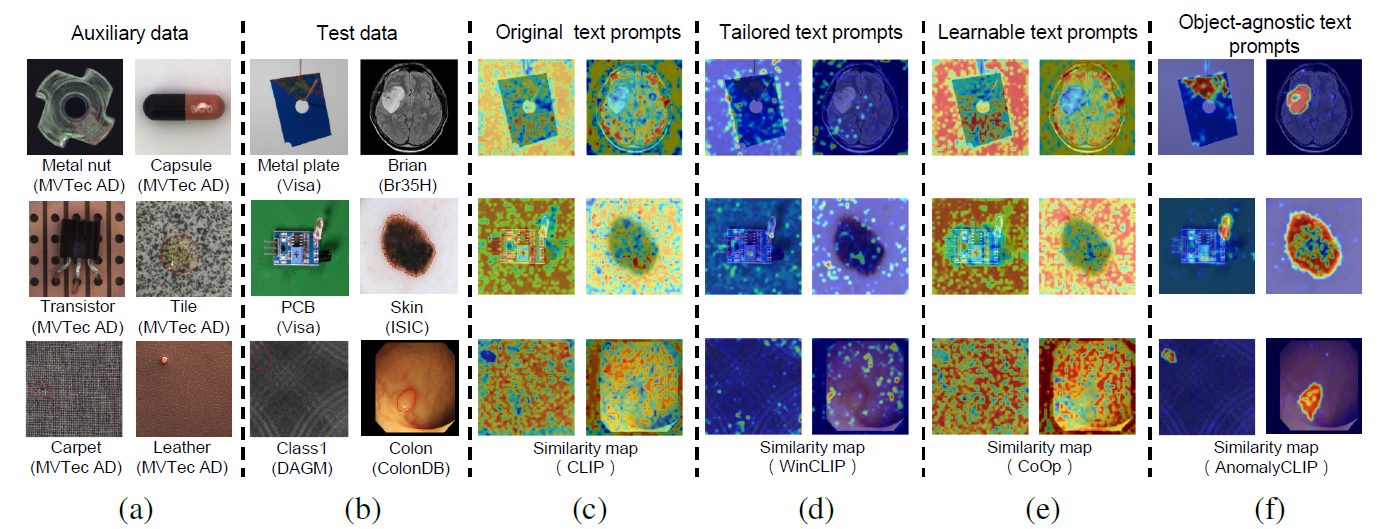 Auxiliary data
Test data
Original text prompts
Tailored text prompts
Learnable text prompts
Object-agnostic text
prompts
Metal nut
(MVTec AD)
Capsule
(MVTec AD)
Metal plate
(Visa)
Brian
(Br35H)
Transistor
(MVTec AD)
Tile
(MVTec AD)
PCB
(Visa)
Skin
(ISIC)
Carpet
(MVTec AD)
Leather
(MVTec AD)
Class1
(DAGM)
Colon
(ColonDB)
Similarity map
( CLIP )
Similarity map
( WinCLIP )
Similarity map
( CoOp )
Similarity map
( AnomalyCLIP )
(a)
(b)
(c)
(d)
(e)
(f)